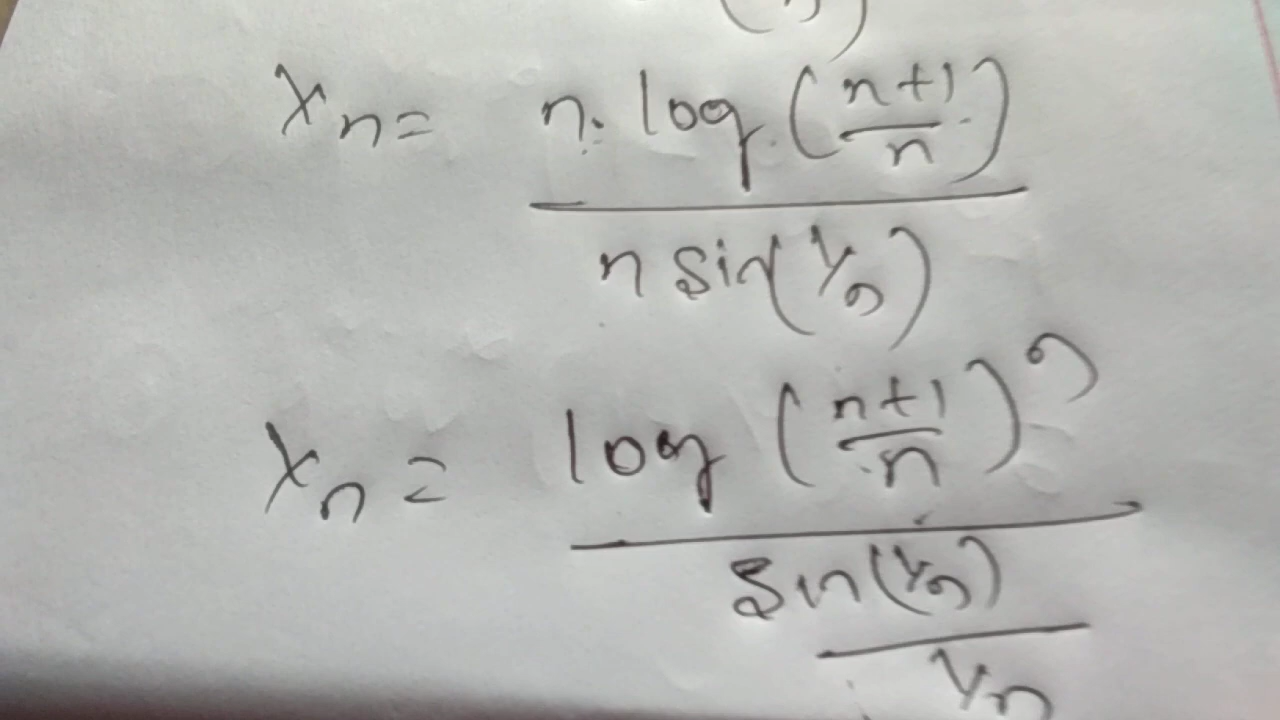 Xn = n. log. (n+1/n)
n sin(1/n)
Xn = log (n+1/n)^n
sin(1/n)
1/n